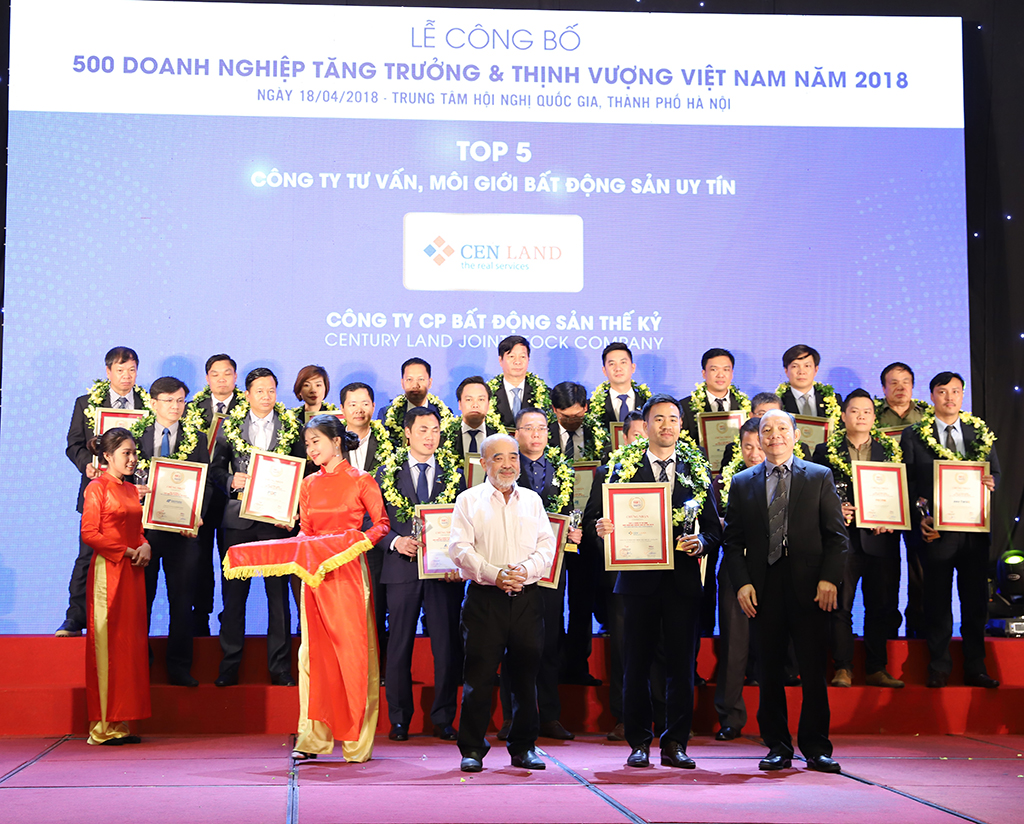 LỄ CÔNG BỐ
500 DOANH NGHIỆP TĂNG TRƯỞNG & THỊNH VƯỢNG VIỆT NAM NĂM 2018
NGÀY 18/04/2018 - TRUNG TÂM HỘI NGHỊ QUỐC GIA, THÀNH PHỐ HÀ NỘI
TOP 5
CÔNG TY TƯ VẤN, MÔI GIỚI BẤT ĐỘNG SẢN UY TÍN
CEN LAND
the real services
CÔNG TY CP BẤT ĐỘNG SẢN THẾ KỶ
CENTURY LAND JOINT STOCK COMPANY